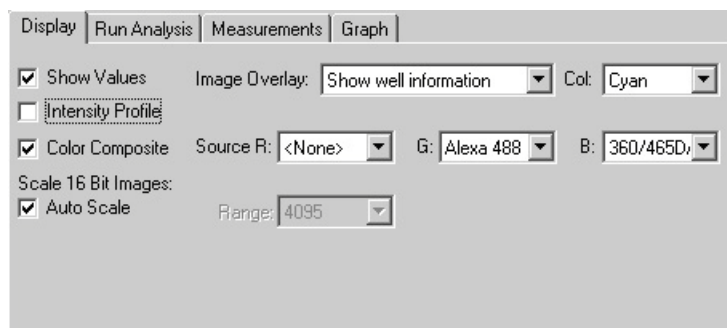 Display Run Analysis Measurements Graph
Show Values Image Overlay: Show well information Col: Cyan
Intensity Profile
Color Composite Source R: <None> G: Alexa 488 B: 360/465D/
Scale 16 Bit Images:
Auto Scale Range: 4095